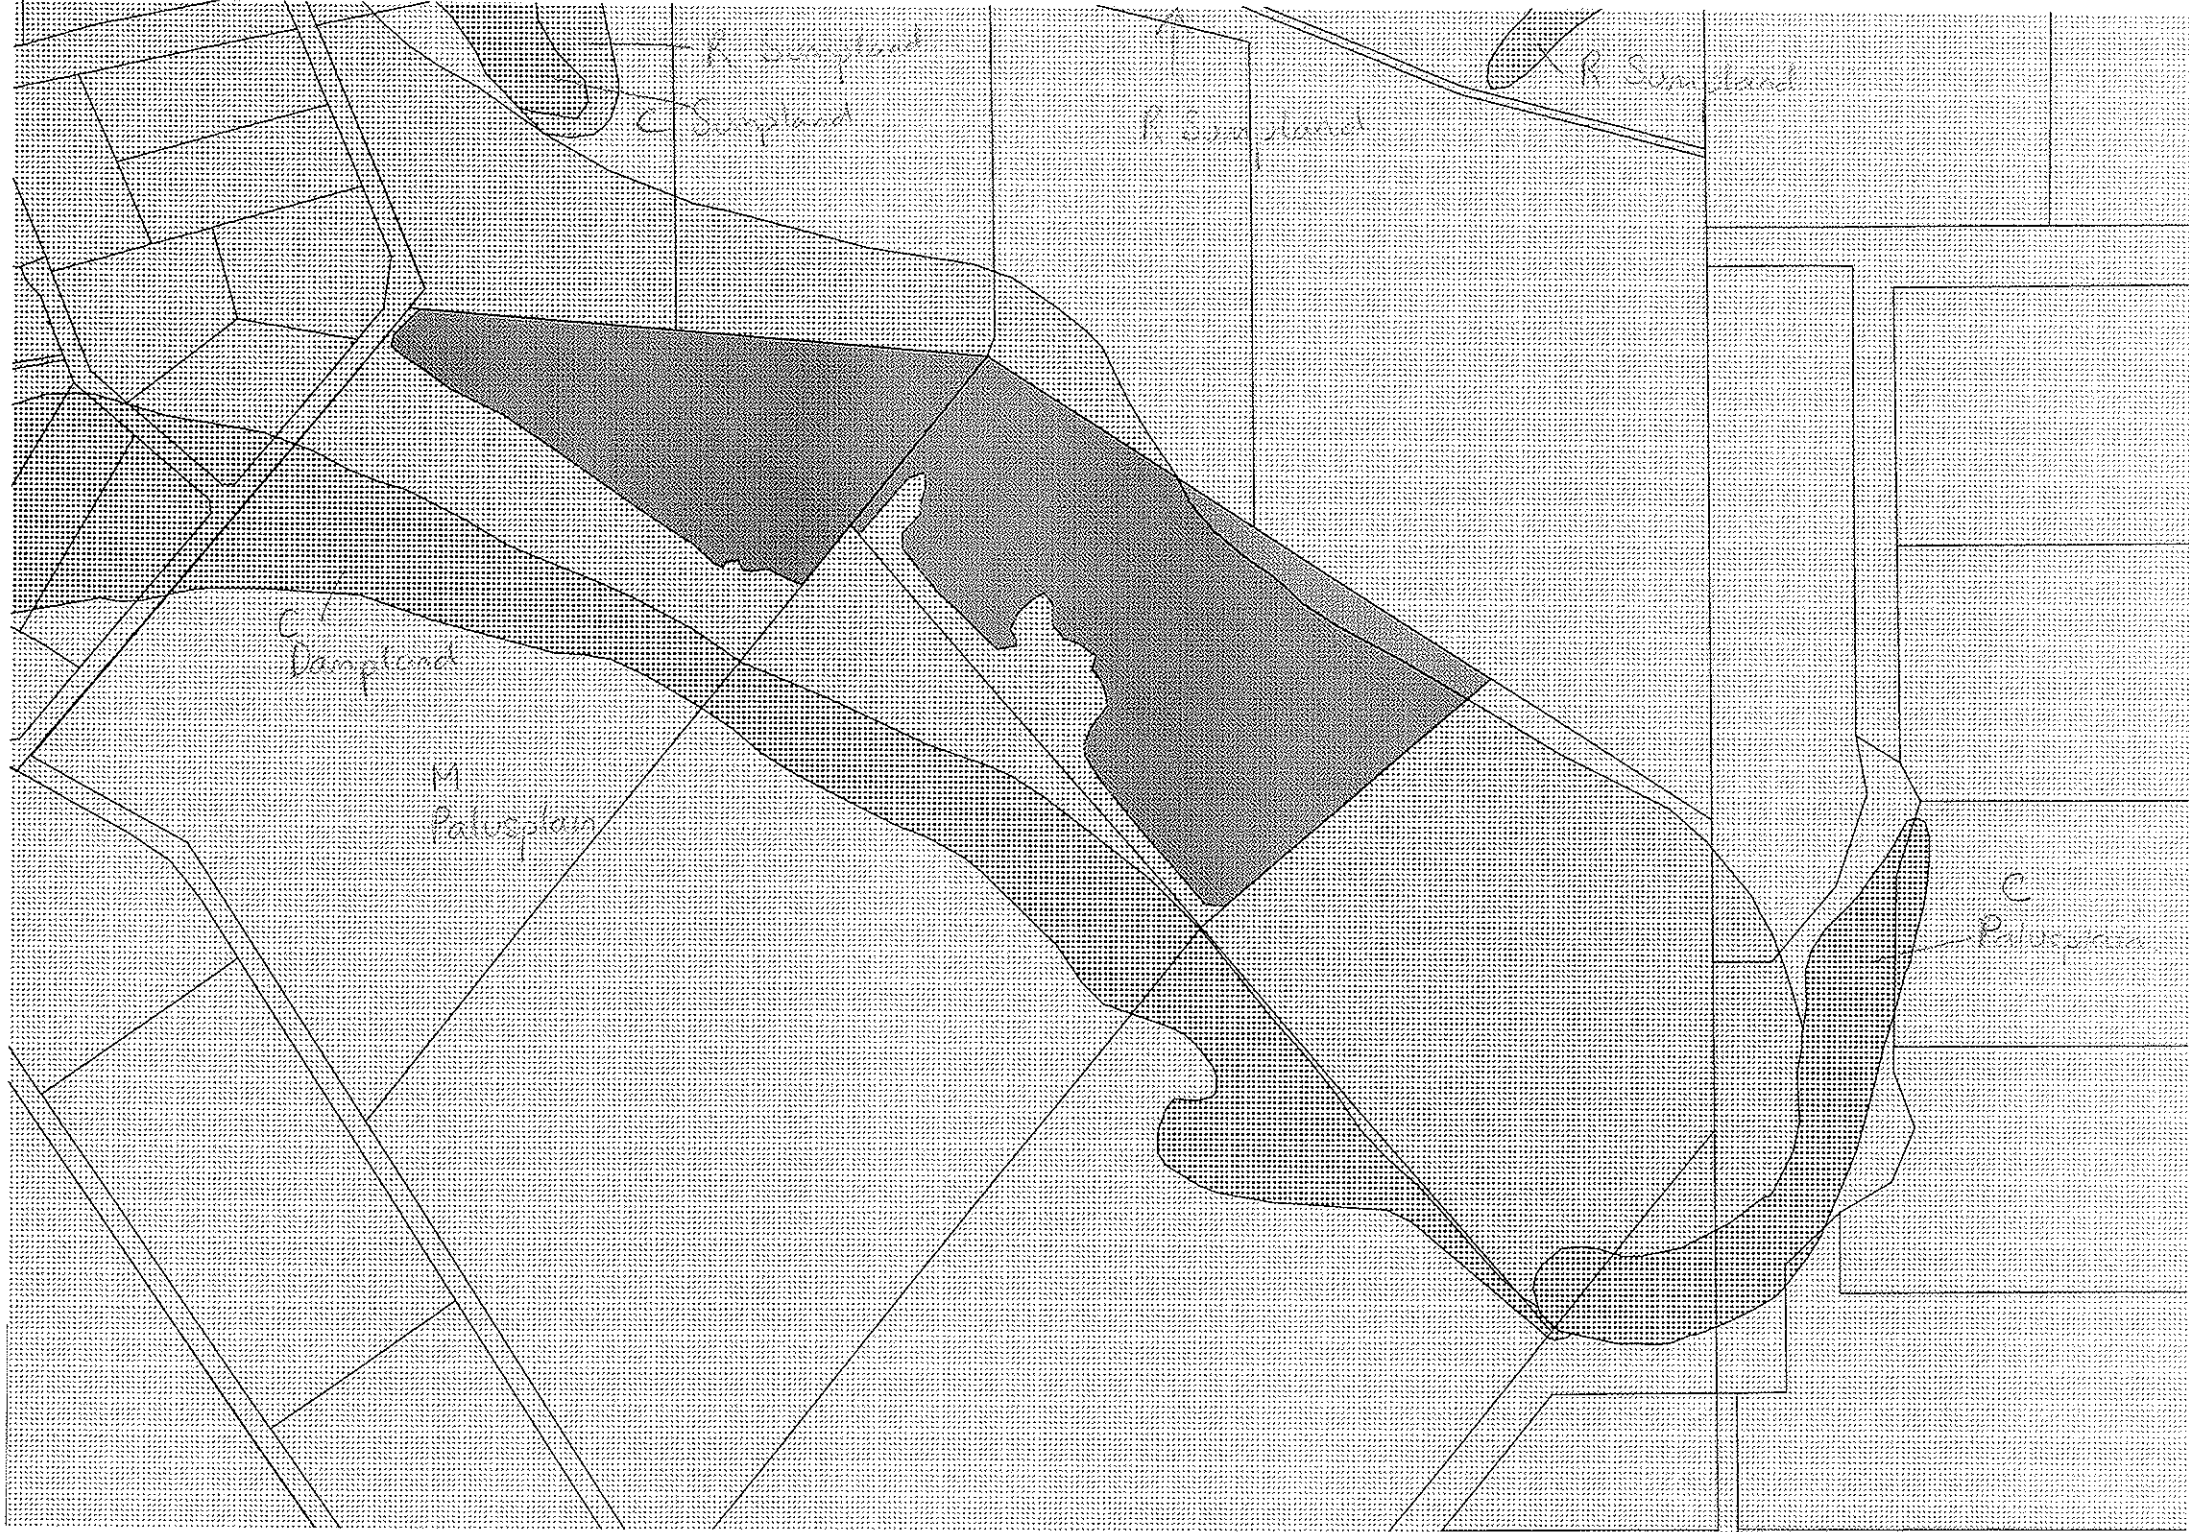 R Sumpland
C Sumpland
R Sumpland
R Sumpland
C
Dampland
M
Palusplain
C
Palusplain